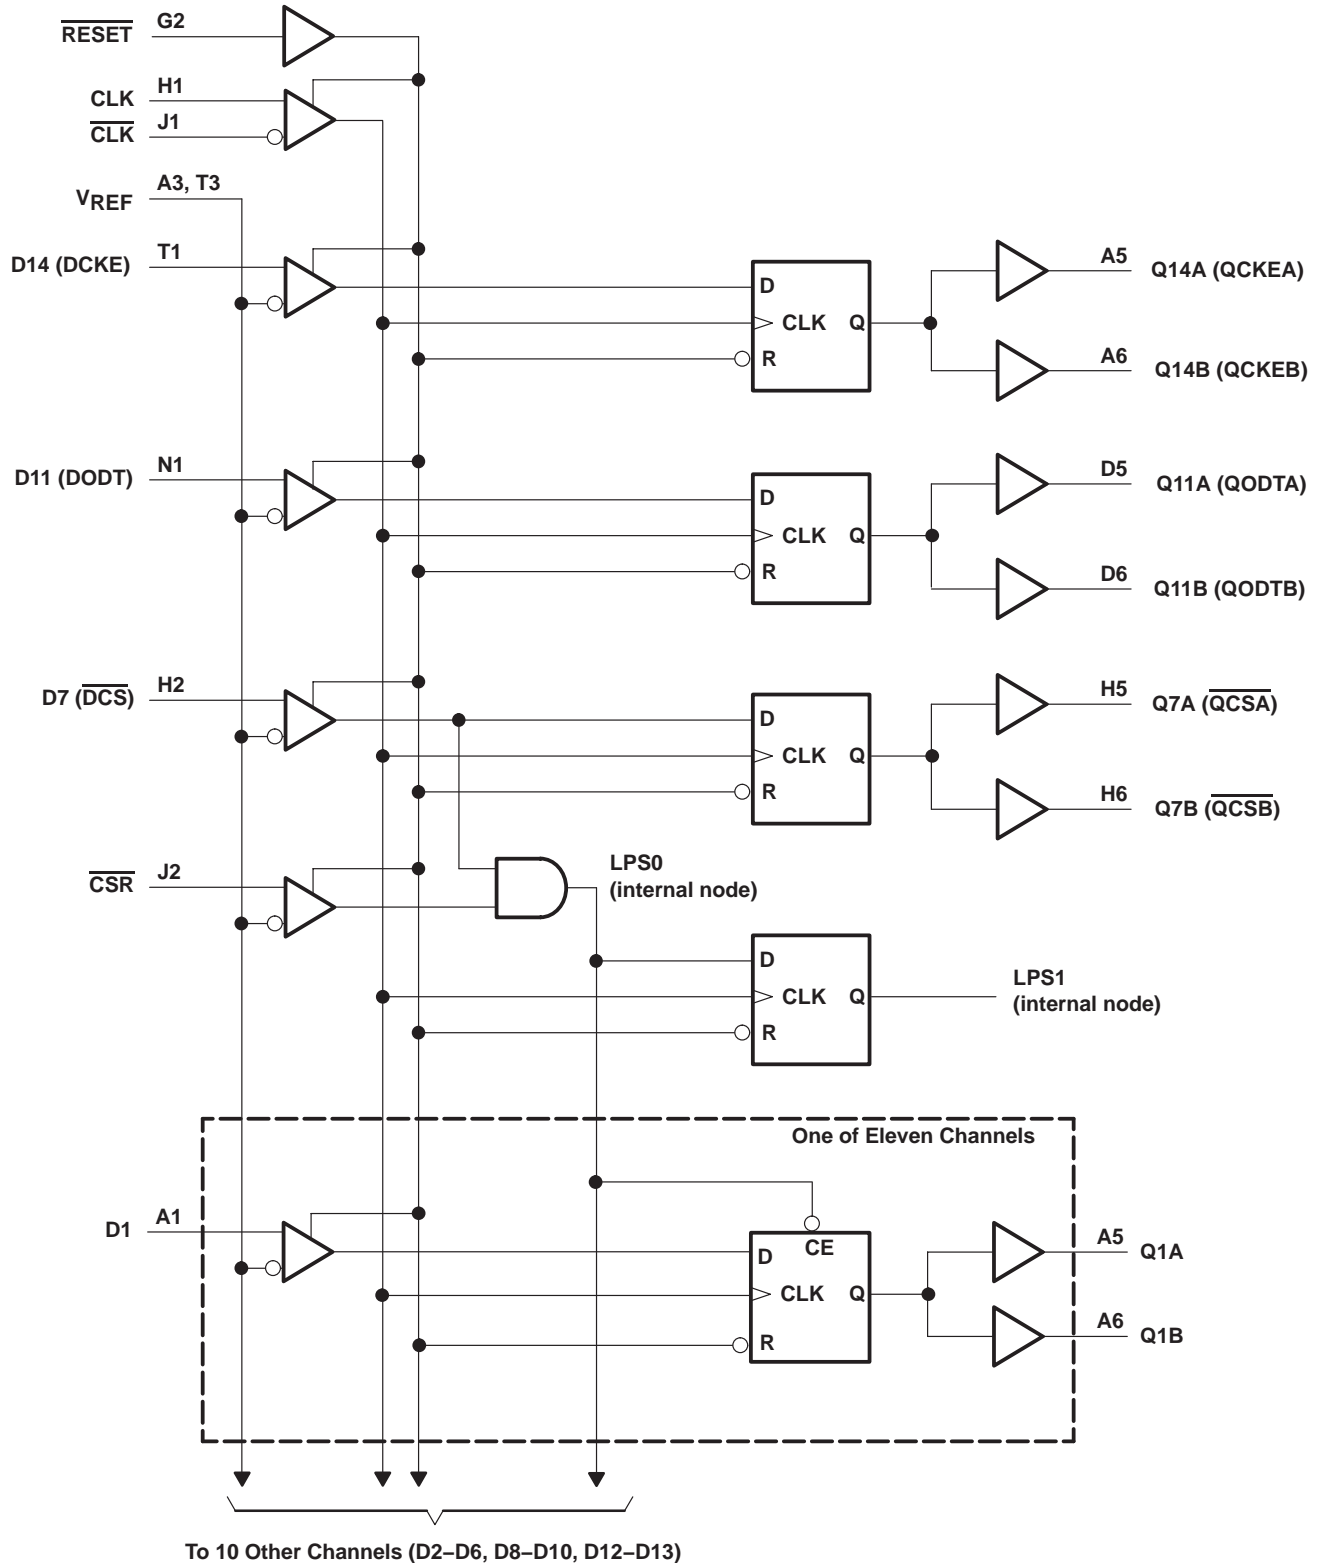 RESET G2
CLK H1
CLK J1
VREF A3, T3
D14 (DCKE) T1
D
CLK Q
R
A5 Q14A (QCKEA)
A6 Q14B (QCKEB)
D11 (DODT) N1
D
CLK Q
R
D5 Q11A (QODTA)
D6 Q11B (QODTB)
D7 (DCS) H2
D
CLK Q
R
H5 Q7A (QCSA)
H6 Q7B (QCSB)
CSR J2
LPS0
(internal node)
D
CLK Q
R
LPS1
(internal node)
One of Eleven Channels
D1 A1
CE
D
CLK Q
R
A5 Q1A
A6 Q1B
To 10 Other Channels (D2–D6, D8–D10, D12–D13)